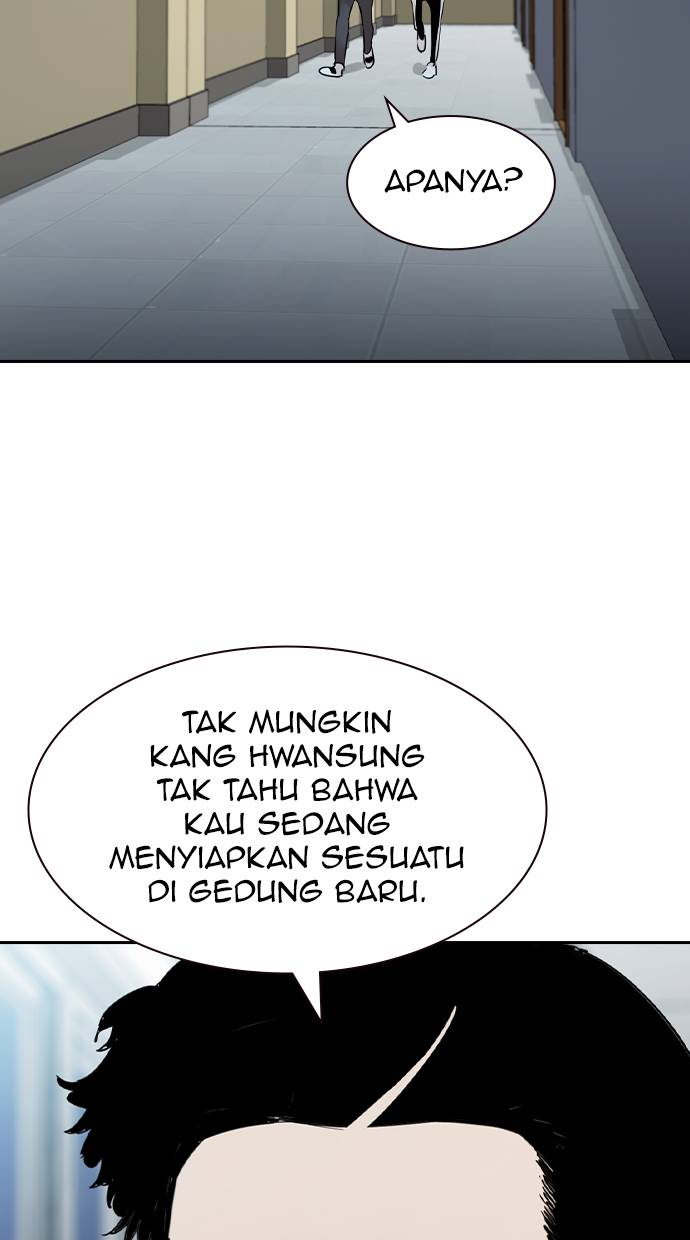 APANYA?
TAK MUNGKIN
KANG HWANSUNG
TAK TAHU BAHWA
KAU SEDANG
MENYIAPKAN SESUATU
DI GEDUNG BARU.